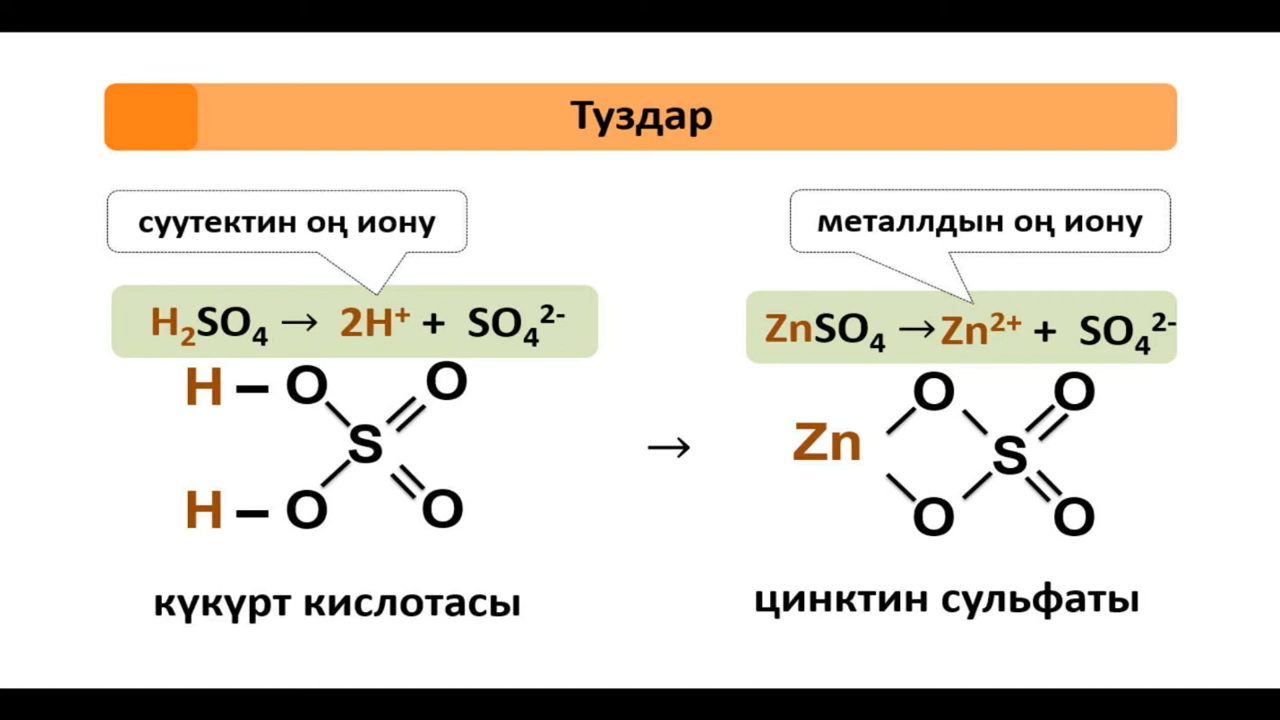 Туздар
суутектин оң иону
металлдын оң иону
H₂SO₄ → 2H⁺ + SO₄²⁻
ZnSO₄ → Zn²⁺ + SO₄²⁻
H – O O
S
H – O O
→
O O
Zn S
O O
күкүрт кислотасы
цинктин сульфаты